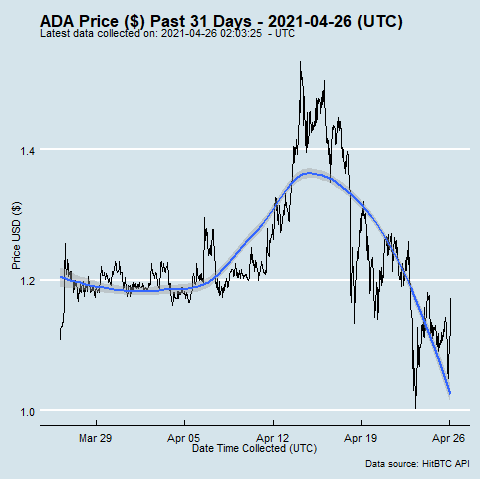 ADA Price ($) Past 31 Days - 2021-04-26 (UTC)
Latest data collected on: 2021-04-26 02:03:25  - UTC
Price USD ($)
1.4
1.2
1.0
Mar 29 Apr 05 Apr 12 Apr 19 Apr 26
Date Time Collected (UTC)
Data source: HitBTC API